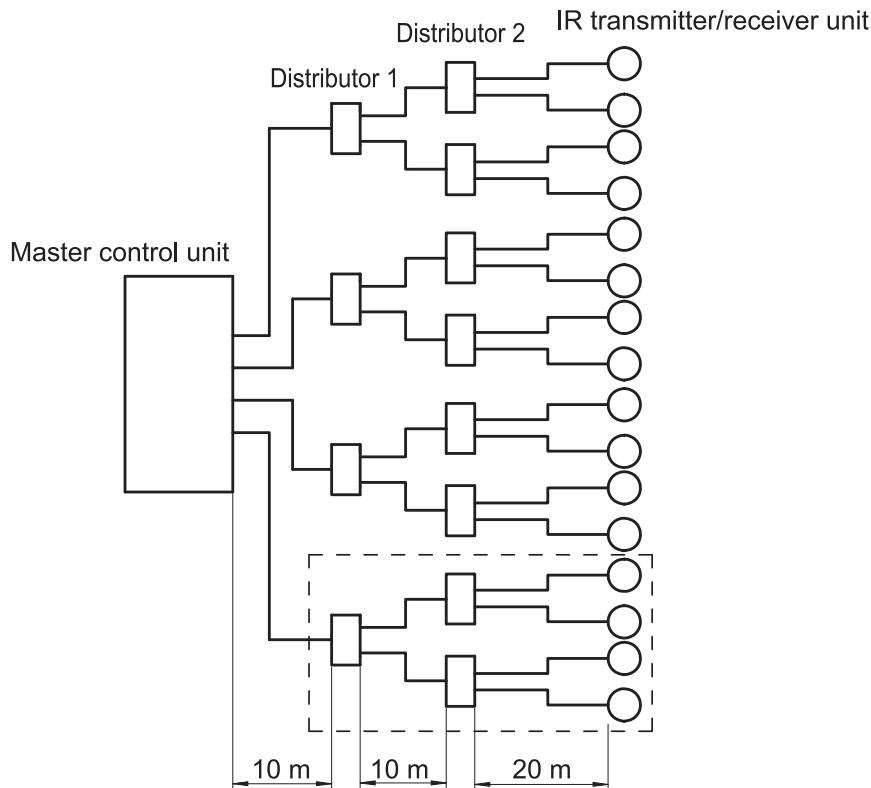 IR transmitter/receiver unit
Distributor 2
Distributor 1
Master control unit
10 m
10 m
20 m